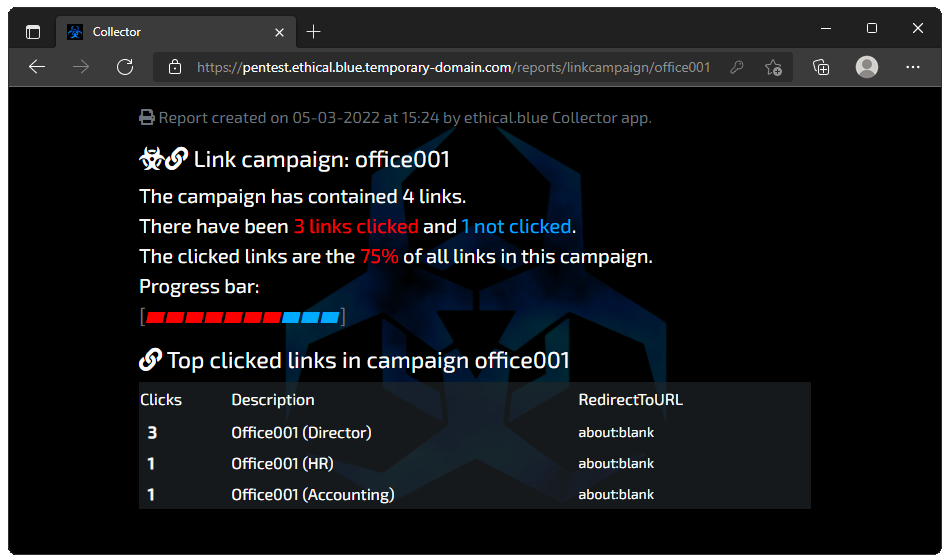 Collector
https://pentest.ethical.blue.temporary-domain.com/reports/linkcampaign/office001
Report created on 05-03-2022 at 15:24 by ethical.blue Collector app.
Link campaign: office001
The campaign has contained 4 links.
There have been 3 links clicked and 1 not clicked.
The clicked links are the 75% of all links in this campaign.
Progress bar:
[ ]
Top clicked links in campaign office001
Clicks Description RedirectToURL
3 Office001 (Director) about:blank
1 Office001 (HR) about:blank
1 Office001 (Accounting) about:blank